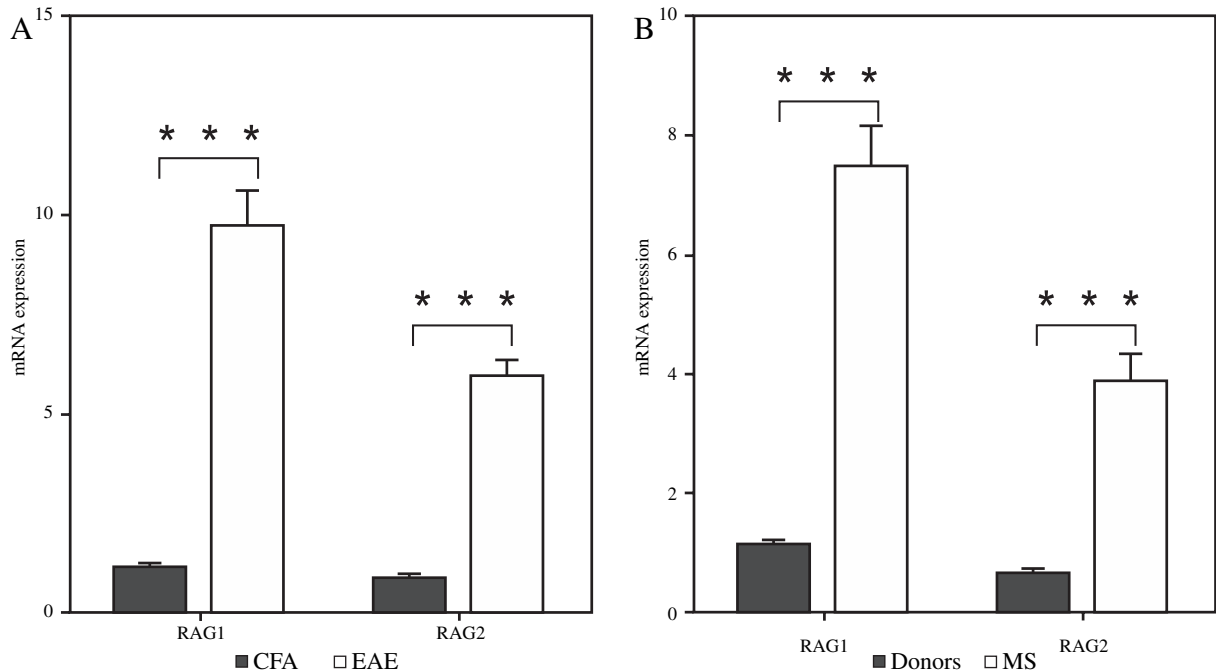 A
15
10
5
0
mRNA expression
* * *
* * *
RAG1 RAG2
CFA EAE
B
10
8
6
4
2
0
mRNA expression
* * *
* * *
RAG1 RAG2
Donors MS